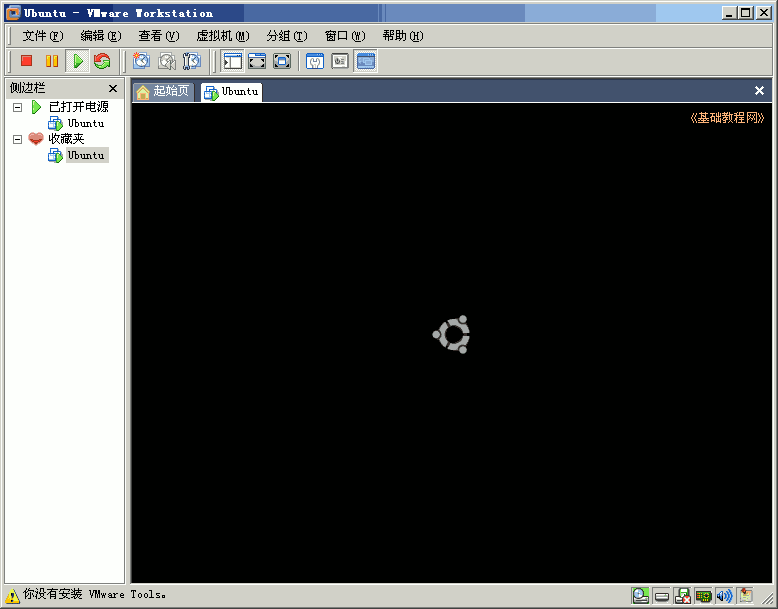 Ubuntu - VMware Workstation
文件(F) 编辑(E) 查看(V) 虚拟机(M) 分组(T) 窗口(W) 帮助(H)
侧边栏
起始页 Ubuntu
已打开电源
Ubuntu
收藏夹
Ubuntu
《基础教程网》
你没有安装 VMware Tools。